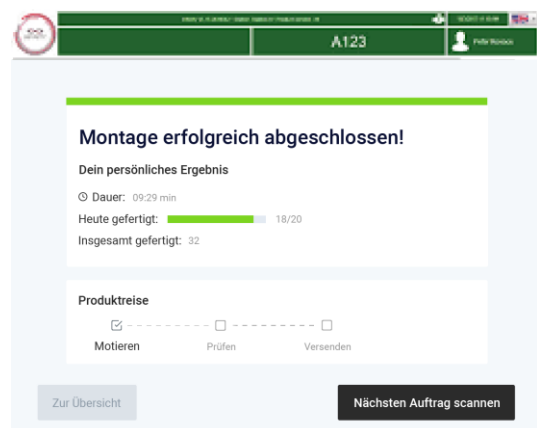 A123
Montage erfolgreich abgeschlossen!
Dein persönliches Ergebnis
Dauer: 09:29 min
Heute gefertigt: 18/20
Insgesamt gefertigt: 32
Produktreise
Motieren Prüfen Versenden
Zur Übersicht Nächsten Auftrag scannen